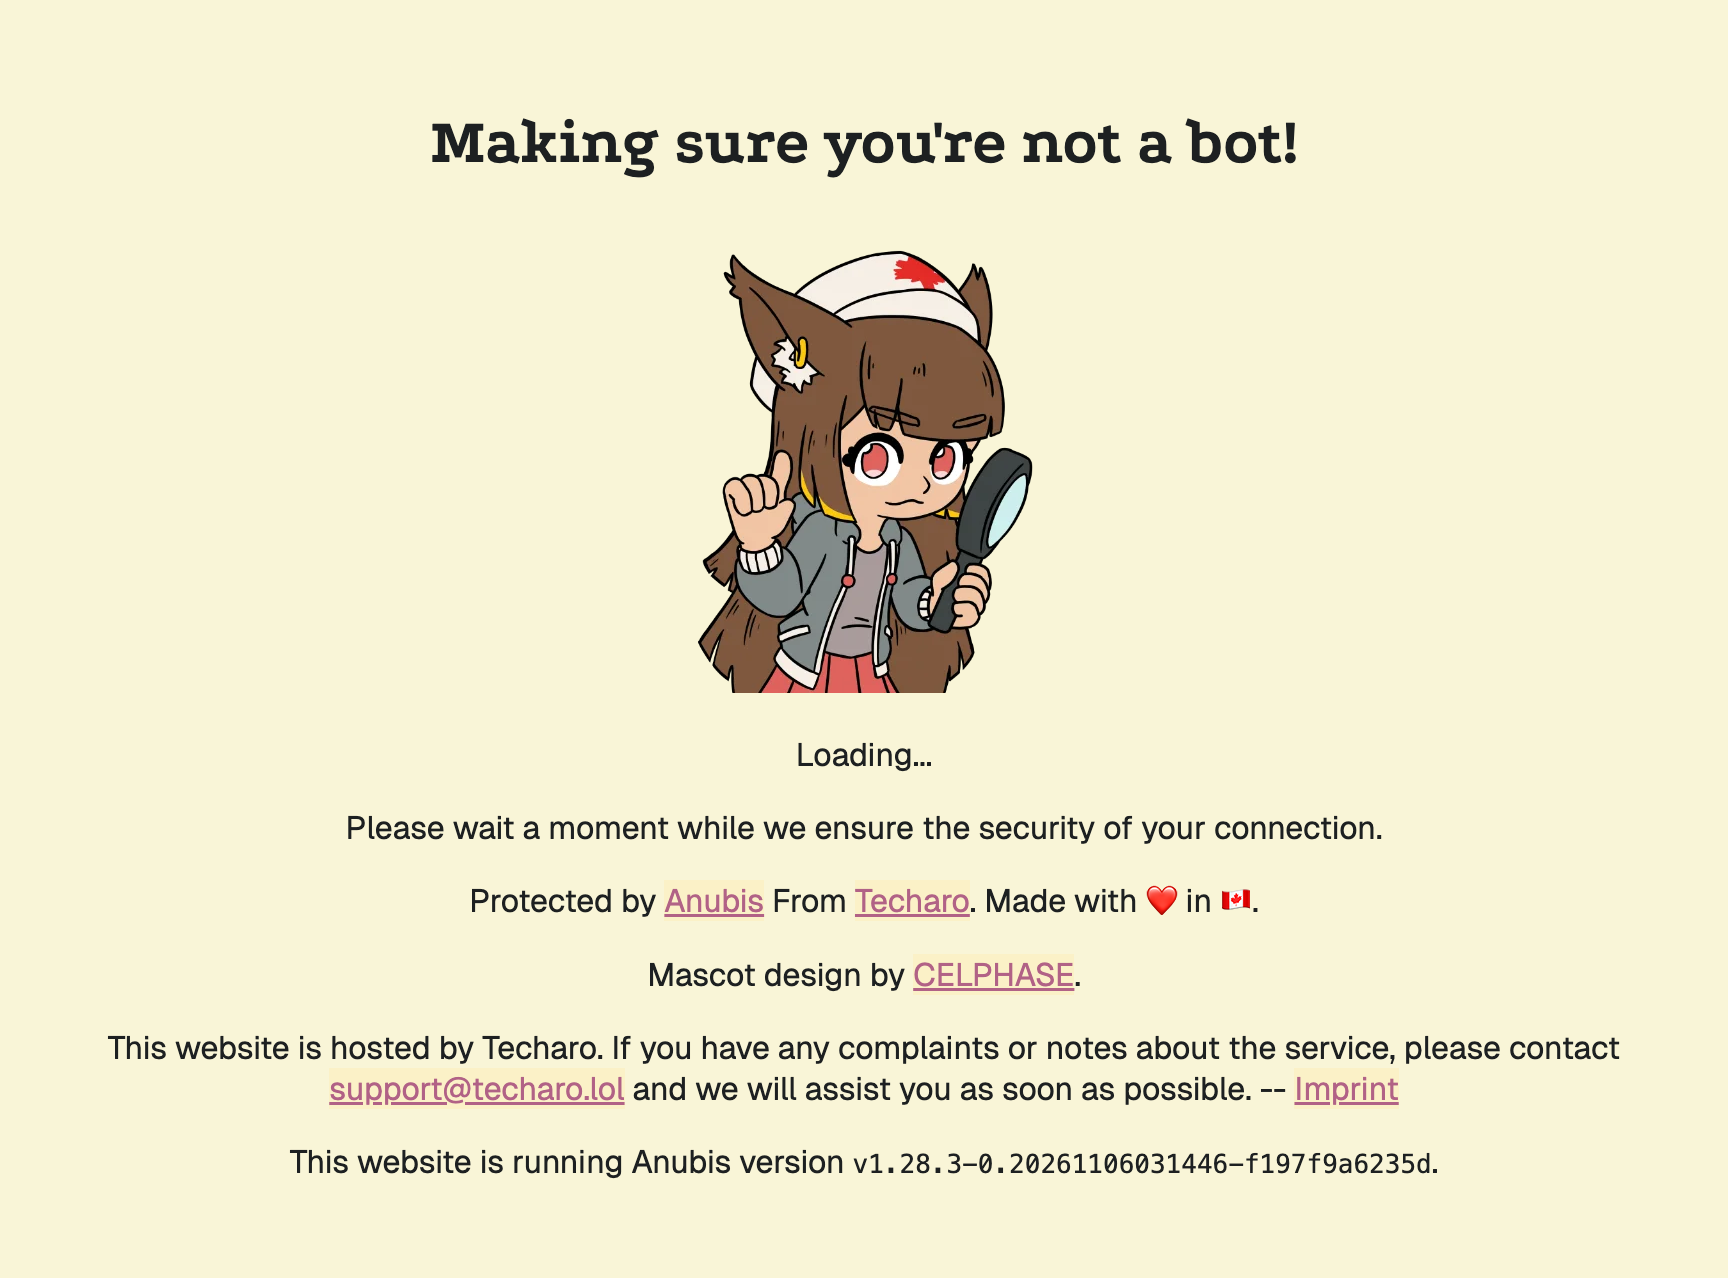 Making sure you're not a bot!
Loading...
Please wait a moment while we ensure the security of your connection.
Protected by Anubis From Techaro. Made with ❤️ in 🇨🇦.
Mascot design by CELPHASE.
This website is hosted by Techaro. If you have any complaints or notes about the service, please contact
support@techaro.lol and we will assist you as soon as possible. -- Imprint
This website is running Anubis version v1.28.3-0.20261106031446-f197f9a6235d.